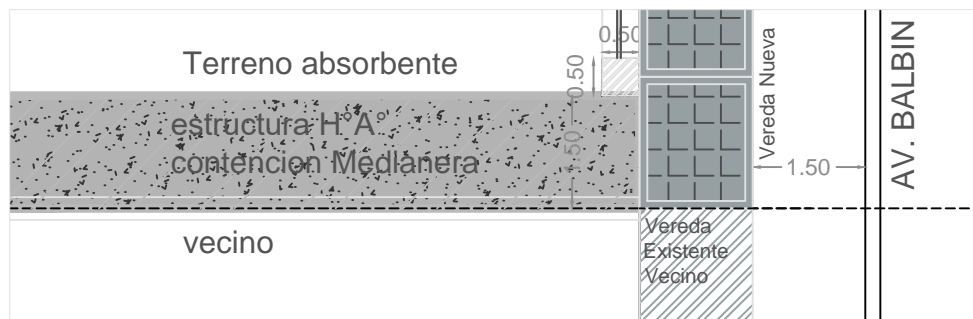 0.50
Terreno absorbente
0.50
estructura H°A°
contencion Medianera
1.50
Vereda Nueva
1.50
AV. BALBIN
vecino
Vereda
Existente
Vecino